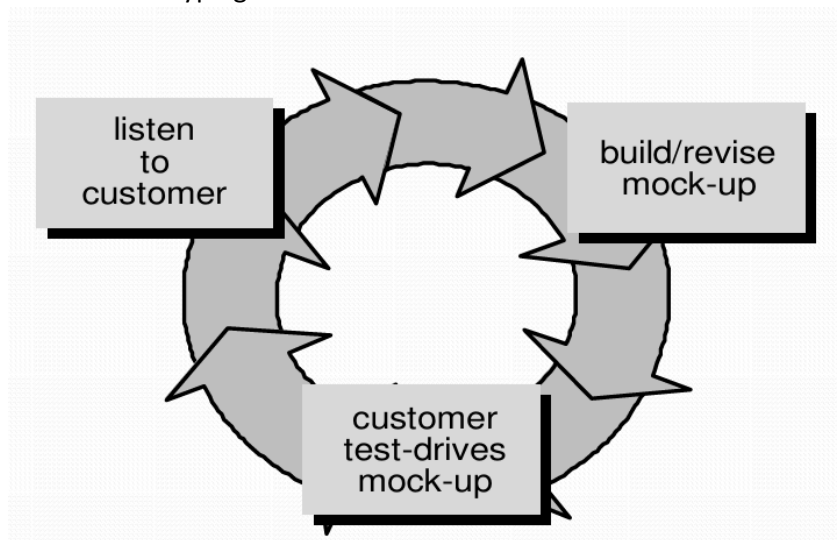 listen
to
customer
build/revise
mock-up
customer
test-drives
mock-up